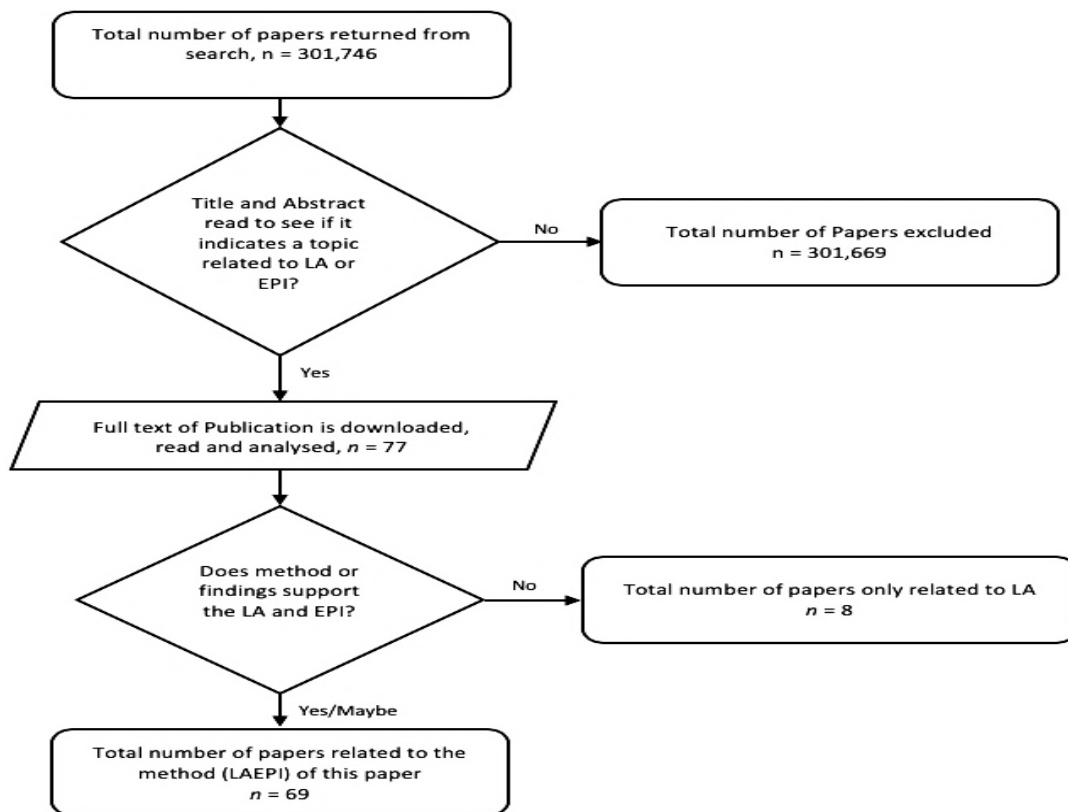 Total number of papers returned from
search, n = 301,746
Title and Abstract
read to see if it
indicates a topic
related to LA or
EPI?
No
Total number of Papers excluded
n = 301,669
Yes
Full text of Publication is downloaded,
read and analysed, n = 77
Does method or
findings support
the LA and EPI?
No
Total number of papers only related to LA
n = 8
Yes/Maybe
Total number of papers related to the
method (LAEPI) of this paper
n = 69